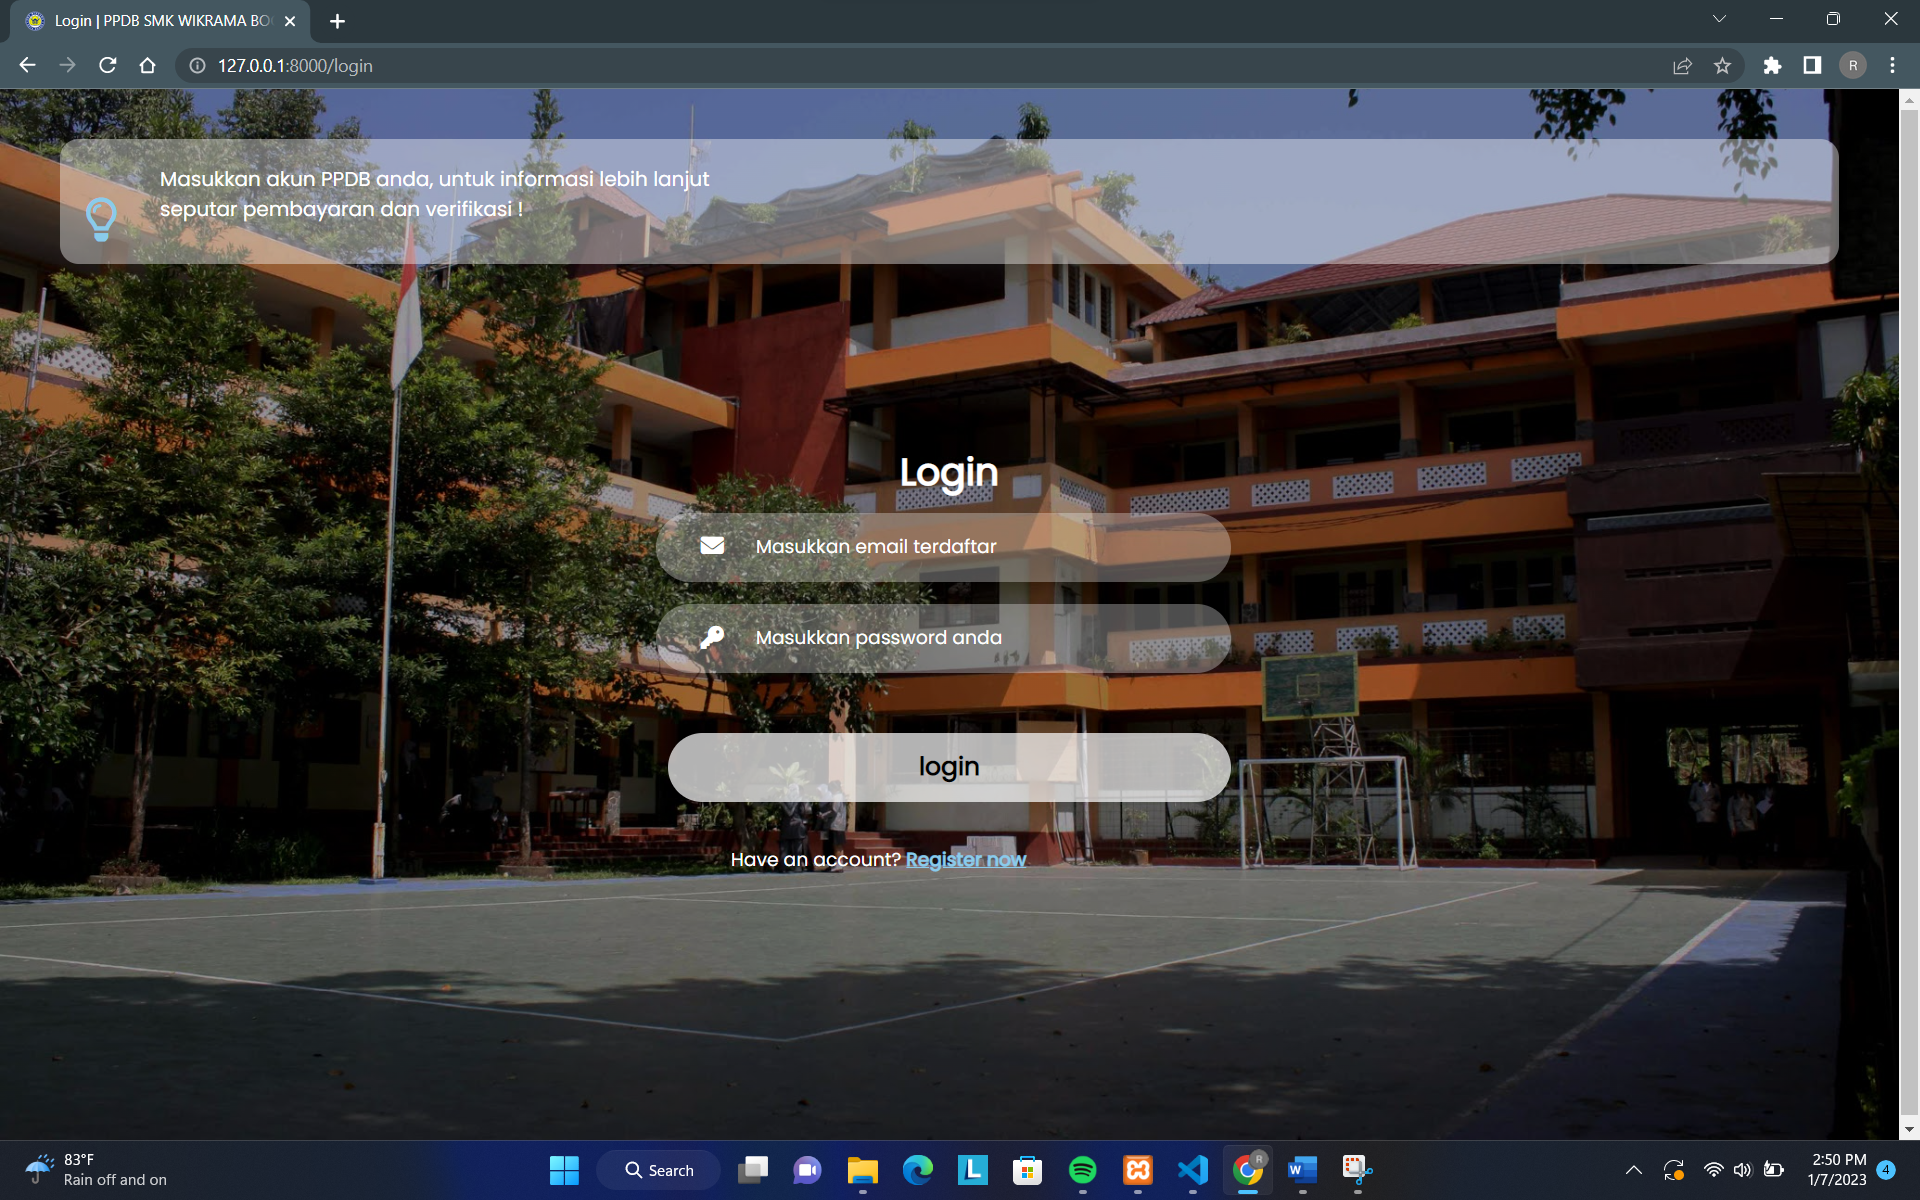 Login | PPDB SMK WIKRAMA BO
127.0.0.1:8000/login
R
Masukkan akun PPDB anda, untuk informasi lebih lanjut
seputar pembayaran dan verifikasi !
Login
Masukkan email terdaftar
Masukkan password anda
login
Have an account? Register now
83°F
Rain off and on
Search
L
R
W
2:50 PM
1/7/2023
4